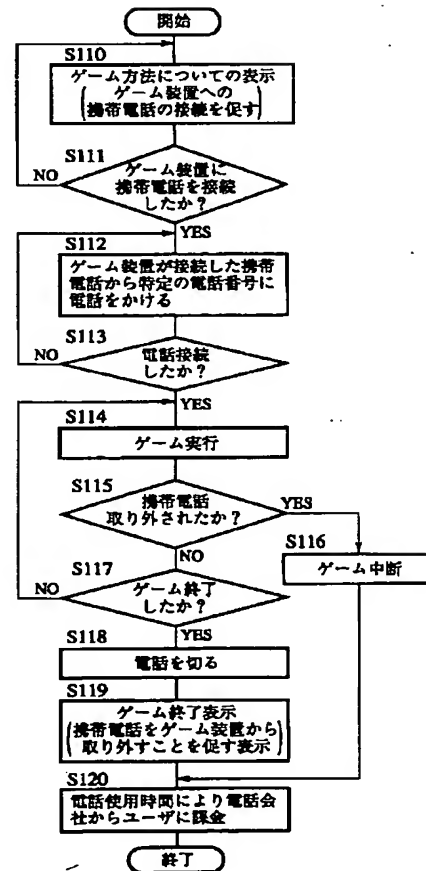 開始
S110
ゲーム方法についての表示
(ゲーム装置への
携帯電話の接続を促す)
S111
ゲーム装置に
携帯電話を接続
したか?
NO
YES
S112
ゲーム装置が接続した携帯
電話から特定の電話番号に
電話をかける
S113
電話接続
したか?
NO
YES
S114
ゲーム実行
S115
携帯電話
取り外されたか?
YES
NO
S116
ゲーム中断
S117
ゲーム終了
したか?
NO
YES
S118
電話を切る
S119
ゲーム終了表示
(携帯電話をゲーム装置から
取り外すことを促す表示)
S120
電話使用時間により電話会
社からユーザに課金
終了